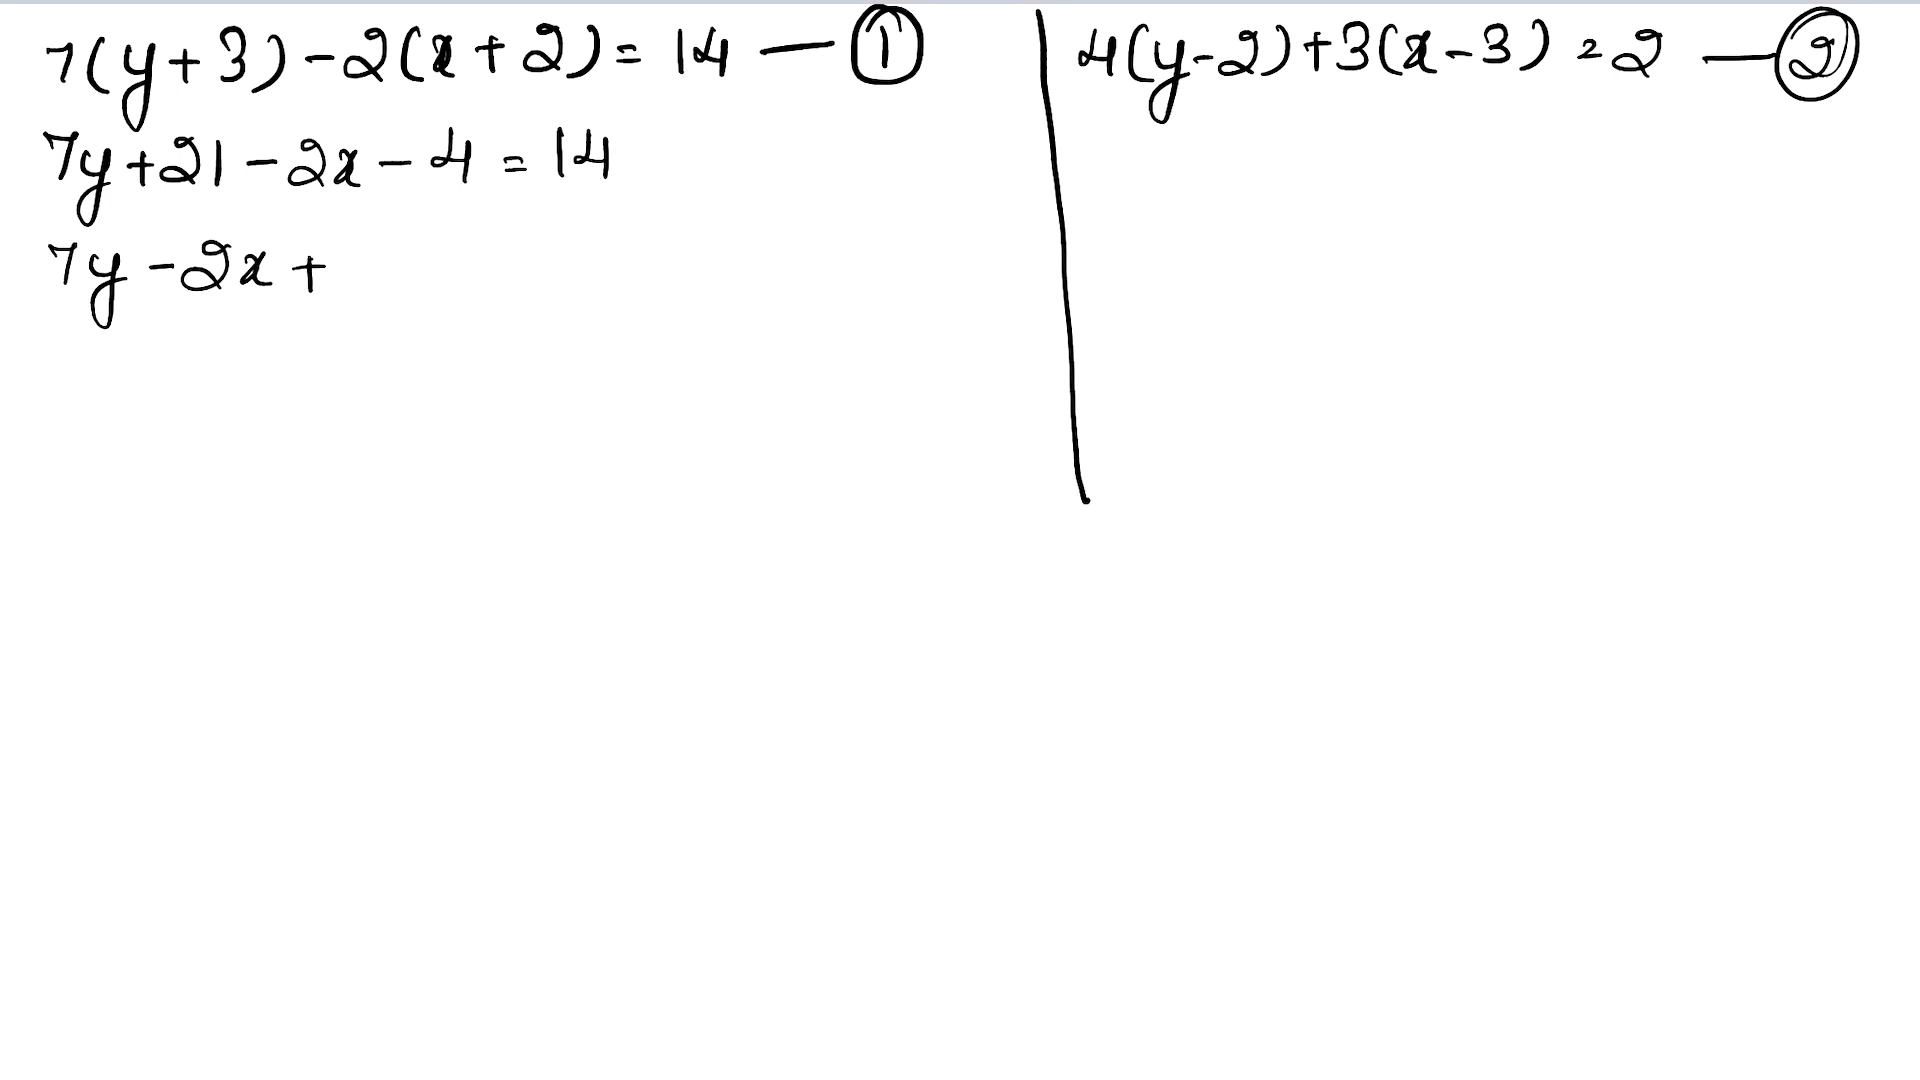 7(y+3)-2(x+2)= 14 — ①
7y+21-2x-4=14
7y-2x+
4(y-2)+3(x-3)=2 — ②